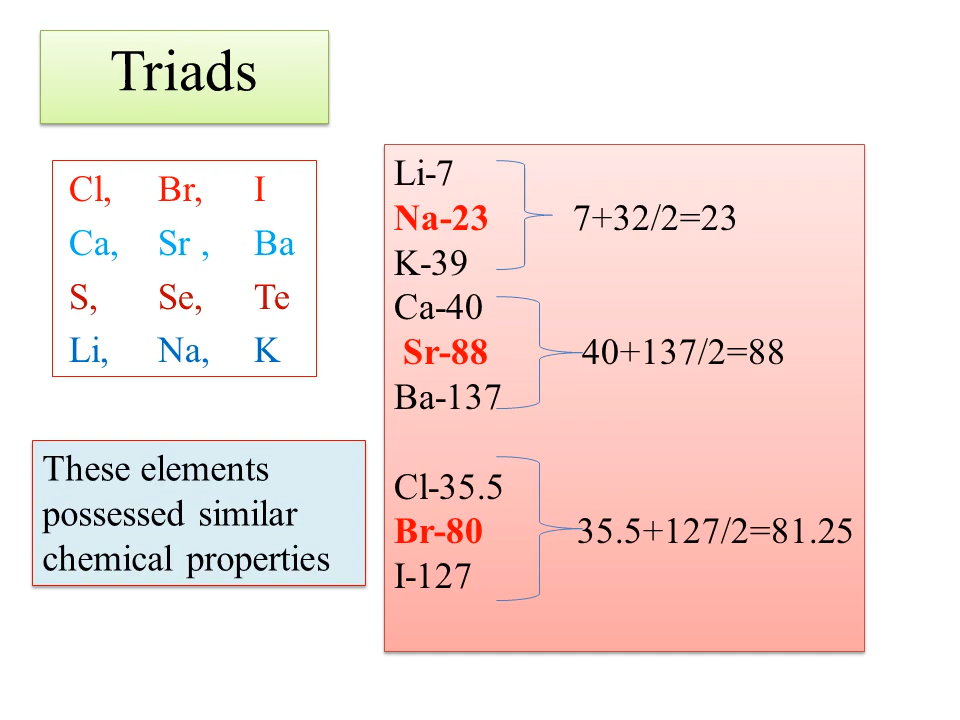 Triads
Cl, Br, I
Ca, Sr , Ba
S, Se, Te
Li, Na, K
These elements
possessed similar
chemical properties
Li-7
Na-23 7+32/2=23
K-39
Ca-40
Sr-88 40+137/2=88
Ba-137
Cl-35.5
Br-80 35.5+127/2=81.25
I-127